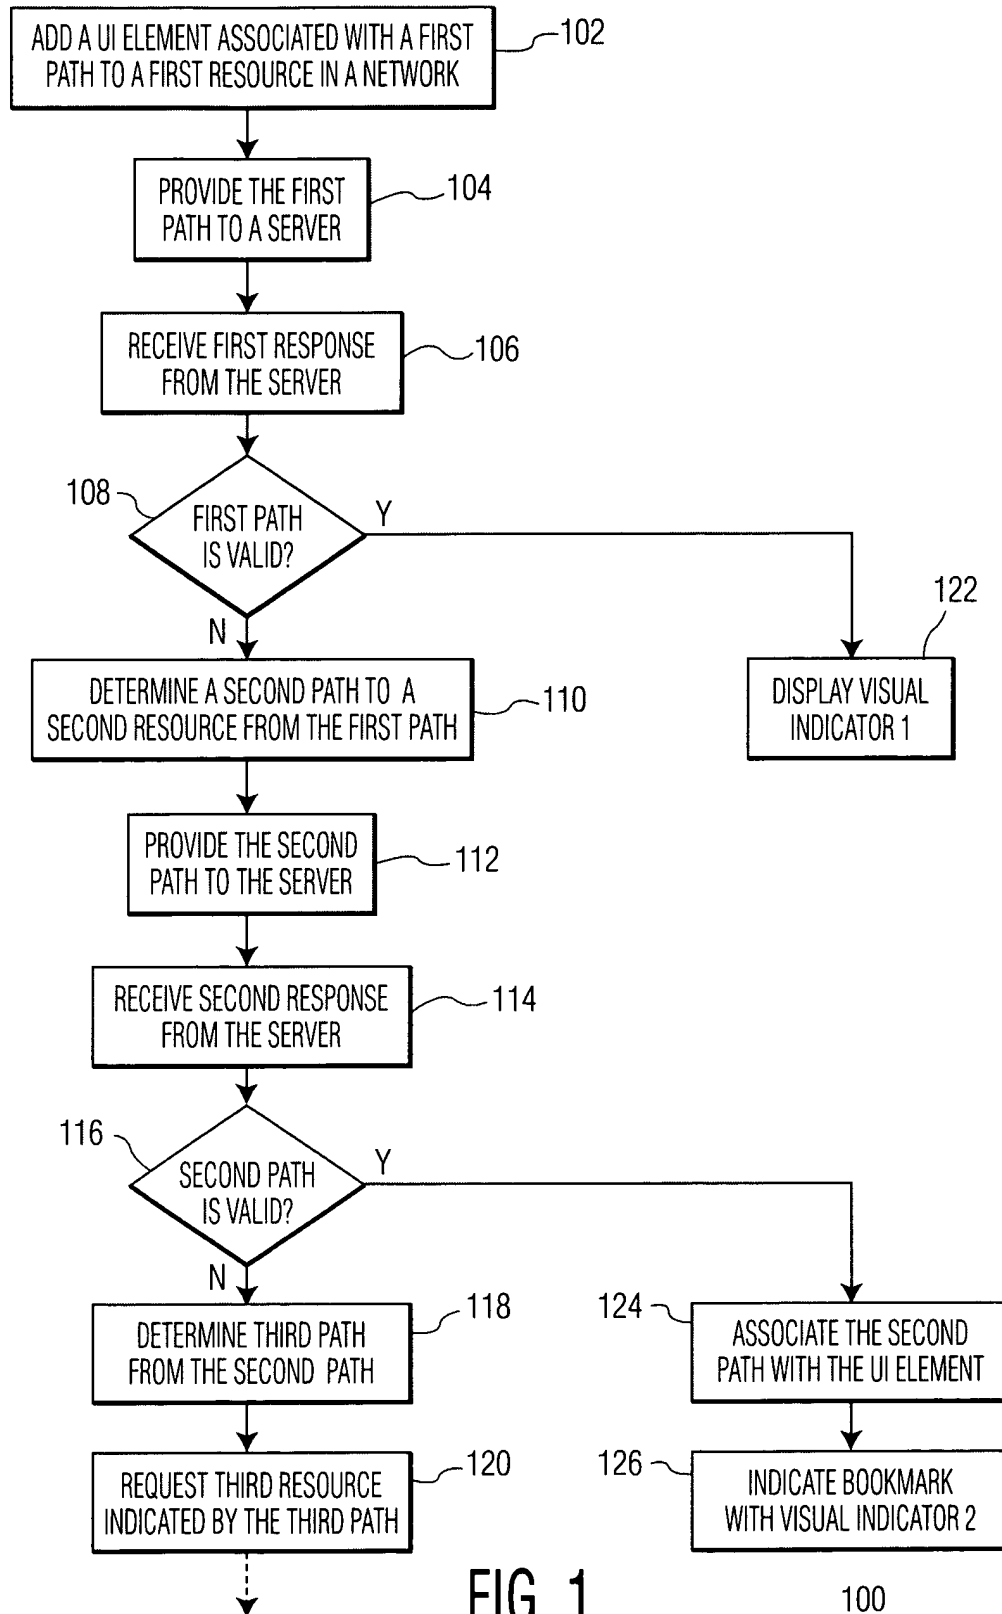 ADD A UI ELEMENT ASSOCIATED WITH A FIRST
PATH TO A FIRST RESOURCE IN A NETWORK
102
PROVIDE THE FIRST
PATH TO A SERVER
104
RECEIVE FIRST RESPONSE
FROM THE SERVER
106
108
FIRST PATH
IS VALID?
Y
N
122
DISPLAY VISUAL
INDICATOR 1
DETERMINE A SECOND PATH TO A
SECOND RESOURCE FROM THE FIRST PATH
110
PROVIDE THE SECOND
PATH TO THE SERVER
112
RECEIVE SECOND RESPONSE
FROM THE SERVER
114
116
SECOND PATH
IS VALID?
Y
N
DETERMINE THIRD PATH
FROM THE SECOND PATH
118
124
ASSOCIATE THE SECOND
PATH WITH THE UI ELEMENT
REQUEST THIRD RESOURCE
INDICATED BY THE THIRD PATH
120
126
INDICATE BOOKMARK
WITH VISUAL INDICATOR 2
FIG. 1
100